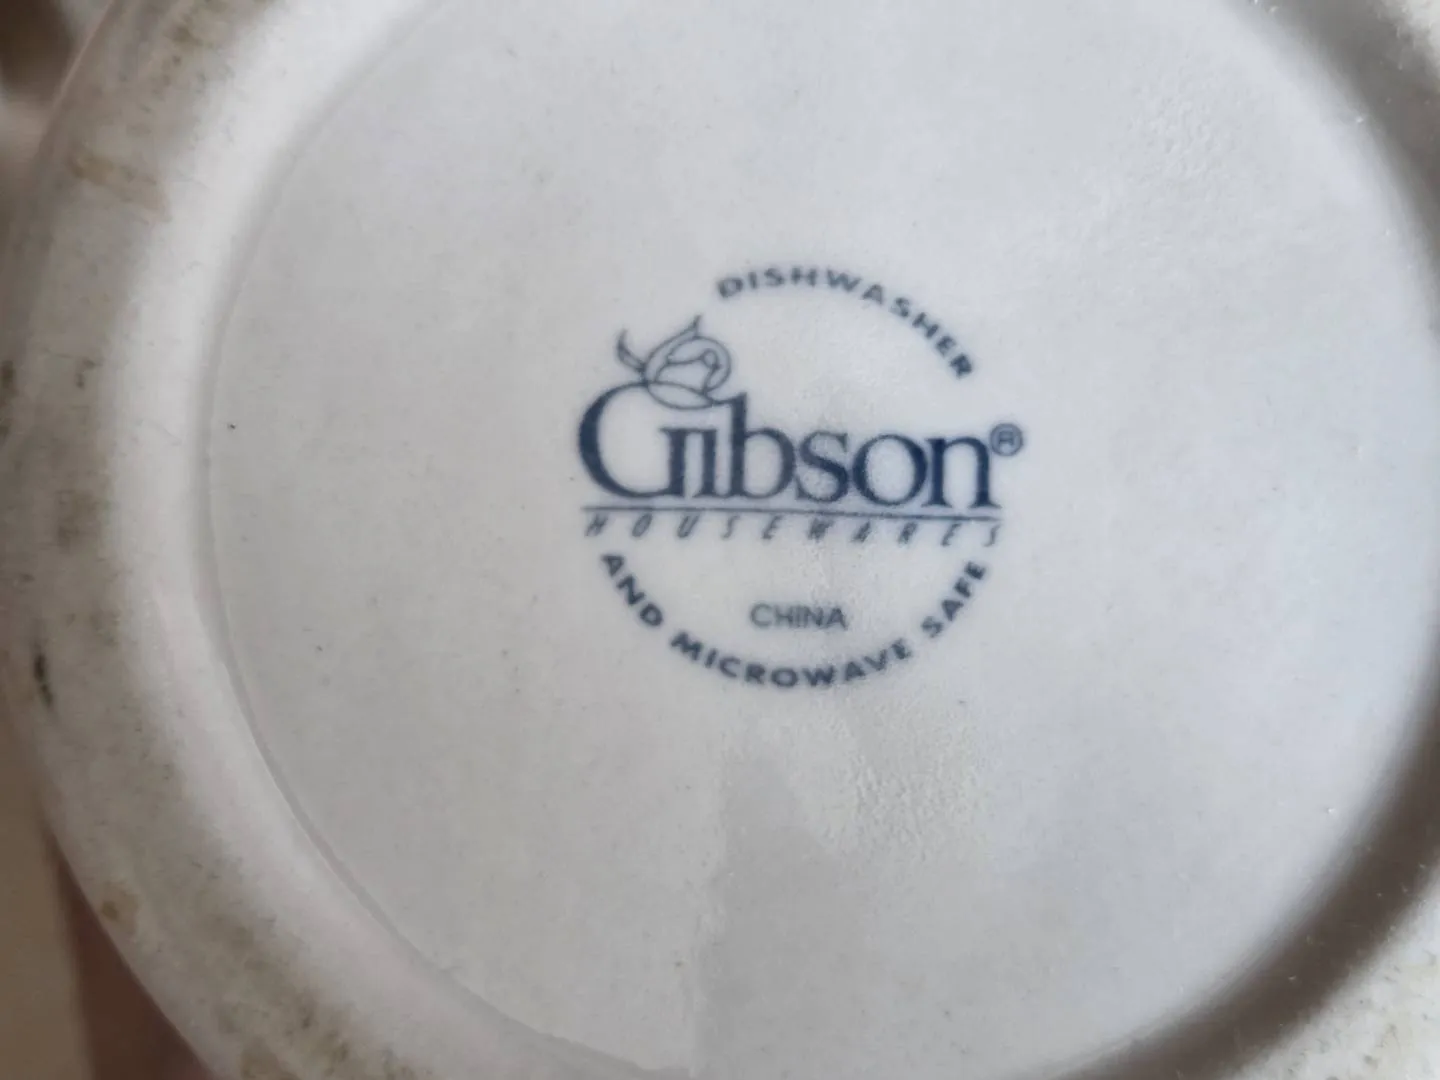 DISHWASHER
Gibson®
HOUSEWARES
CHINA
AND MICROWAVE SAFE